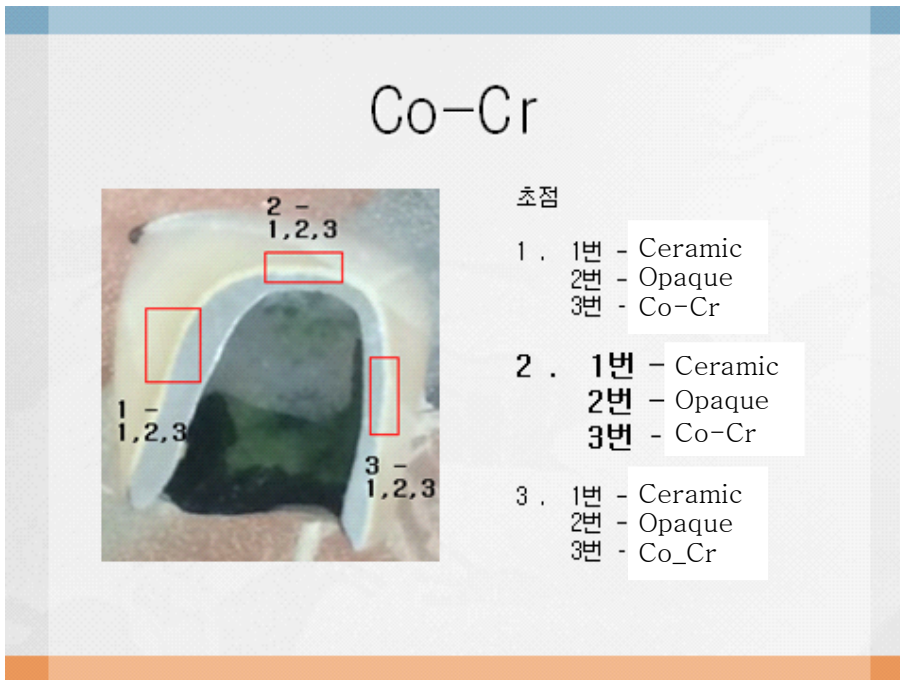 Co-Cr
2 -
1,2,3
1 -
1,2,3
3 -
1,2,3
초점
1 . 1번 - Ceramic
2번 - Opaque
3번 - Co-Cr
2 . 1번 - Ceramic
2번 - Opaque
3번 - Co-Cr
3 . 1번 - Ceramic
2번 - Opaque
3번 - Co_Cr